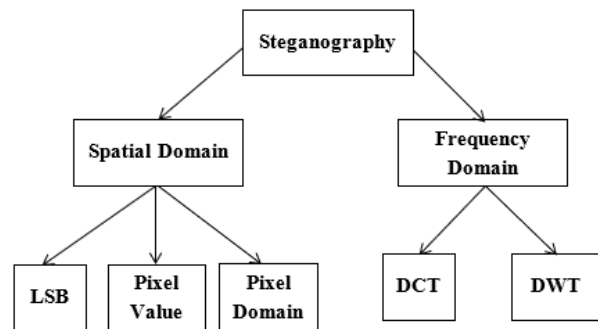 Steganography
Spatial Domain
Frequency
Domain
LSB
Pixel
Value
Pixel
Domain
DCT
DWT